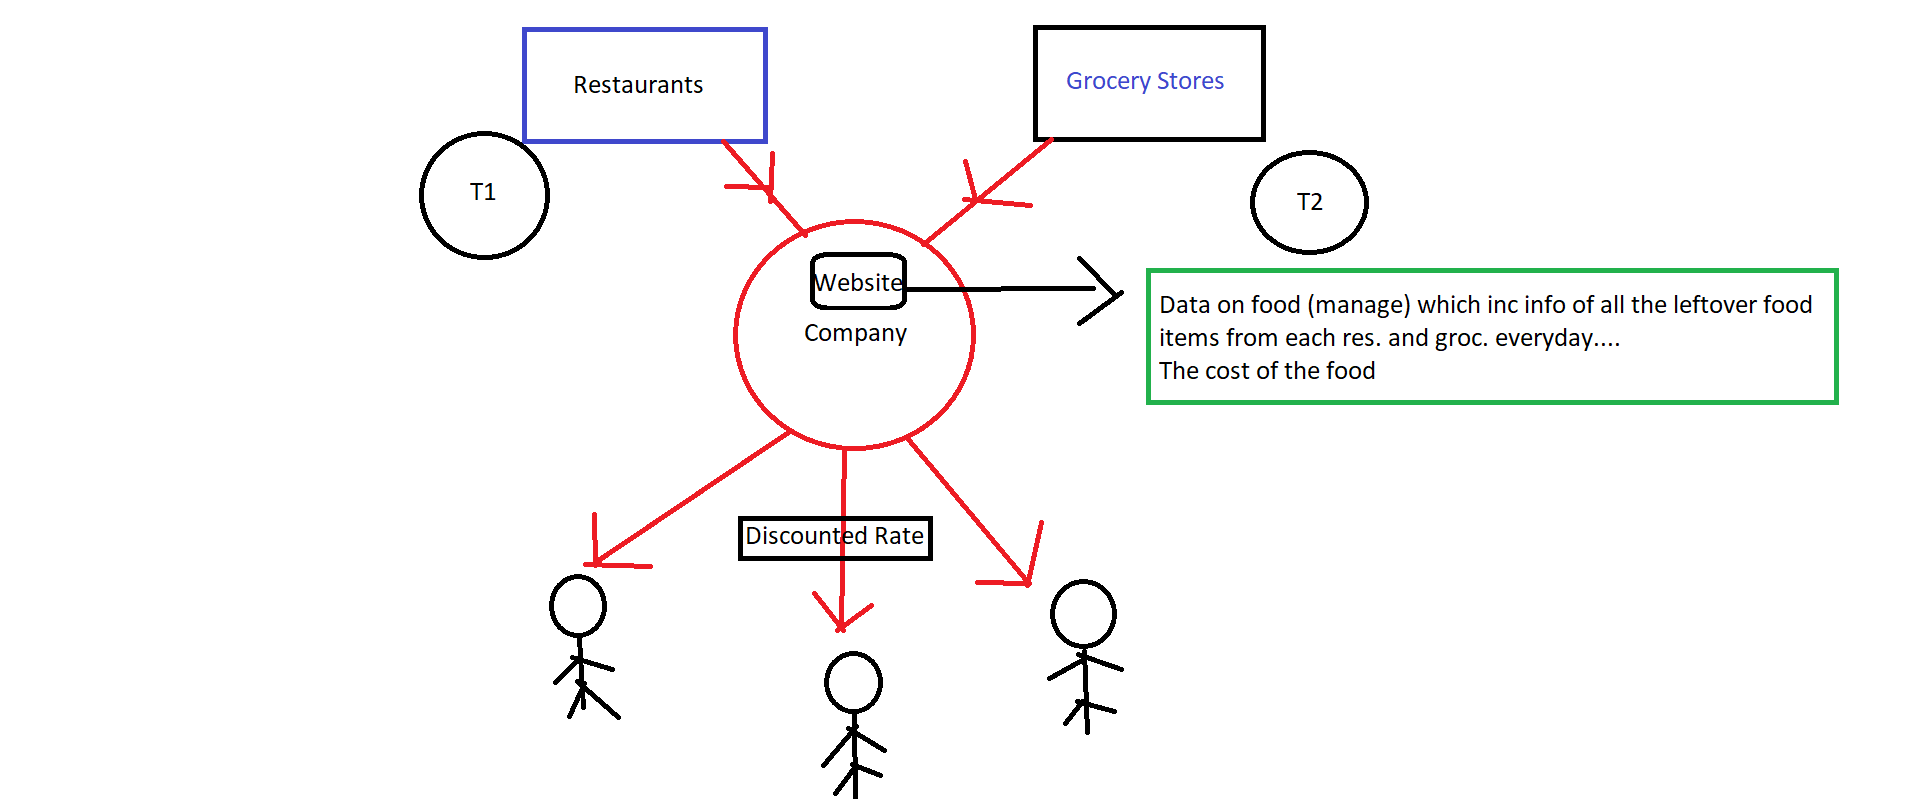 Restaurants
Grocery Stores
T1
T2
Website
Company
Data on food (manage) which inc info of all the leftover food
items from each res. and groc. everyday....
The cost of the food
Discounted Rate